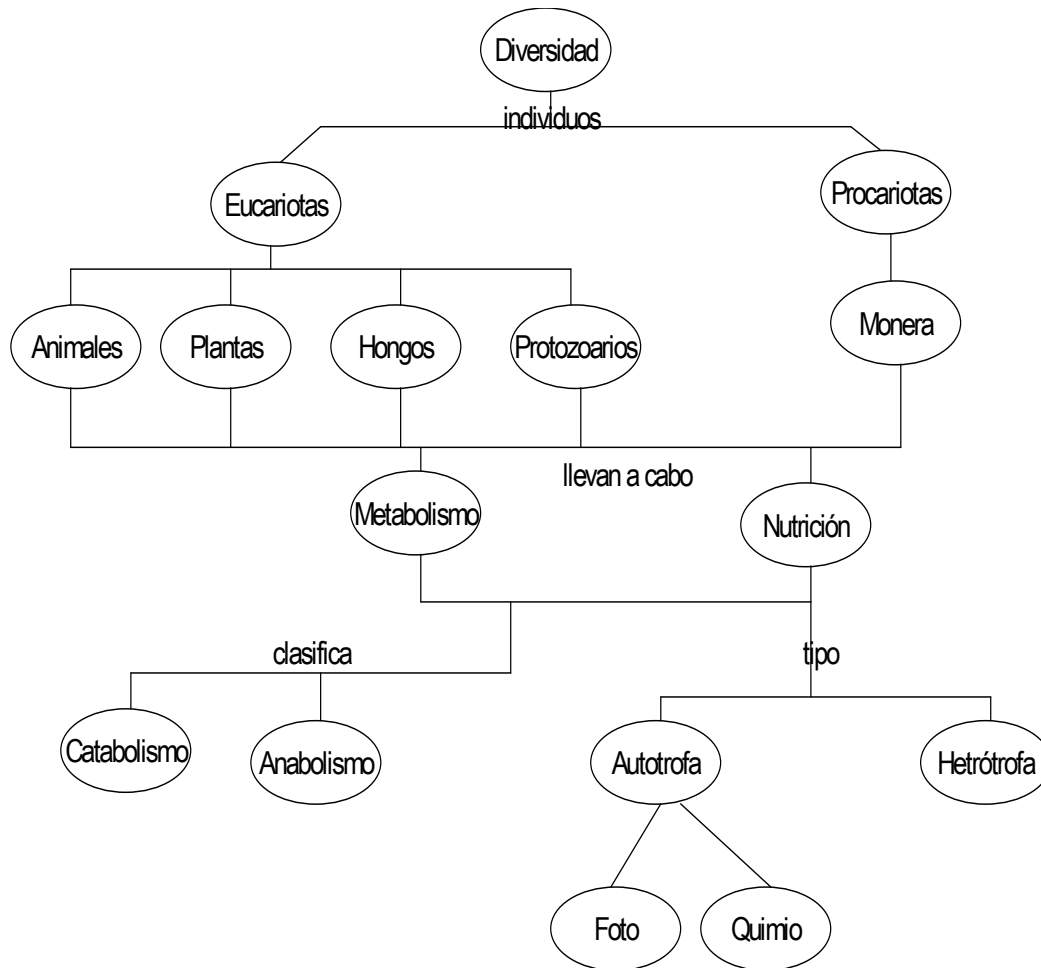 Diversidad
individuos
Eucariotas
Procariotas
Animales
Plantas
Hongos
Protozoarios
Monera
llevan a cabo
Metabolismo
Nutrición
clasifica
tipo
Catabolismo
Anabolismo
Autotrofa
Hetrótrofa
Foto
Quimio